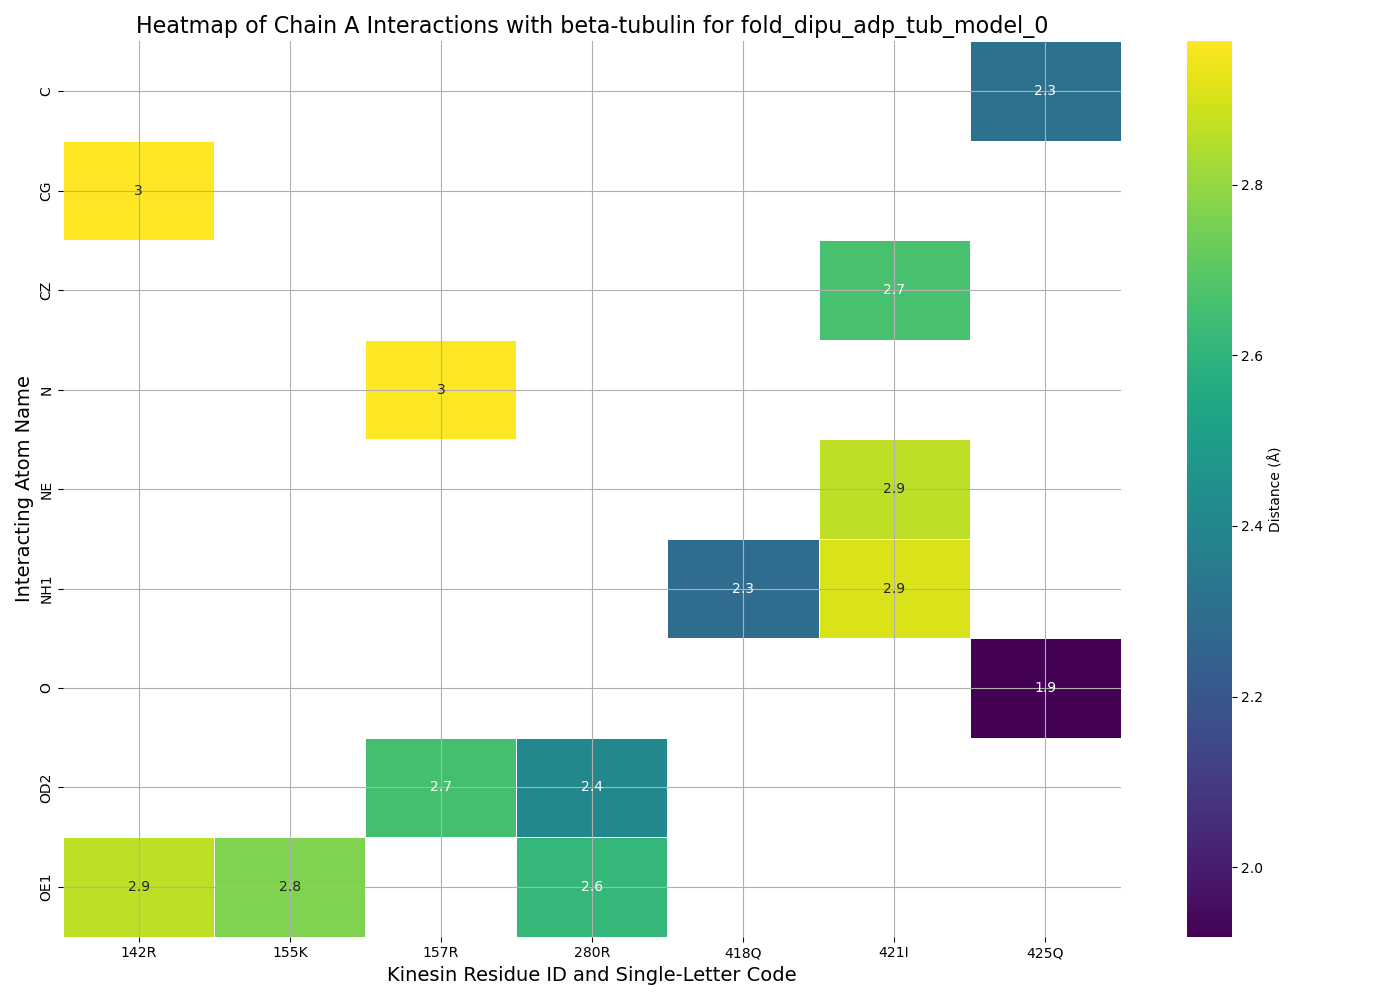 Heatmap of Chain A Interactions with beta-tubulin for fold_dipu_adp_tub_model_0
Interacting Atom Name
C
CG
CZ
N
NE
NH1
O
OD2
OE1
2.3
3
2.7
3
2.9
2.3
2.9
1.9
2.7
2.4
2.9
2.8
2.6
142R
155K
157R
280R
418Q
421I
425Q
Kinesin Residue ID and Single-Letter Code
2.8
2.6
2.4
2.2
2.0
Distance (Å)